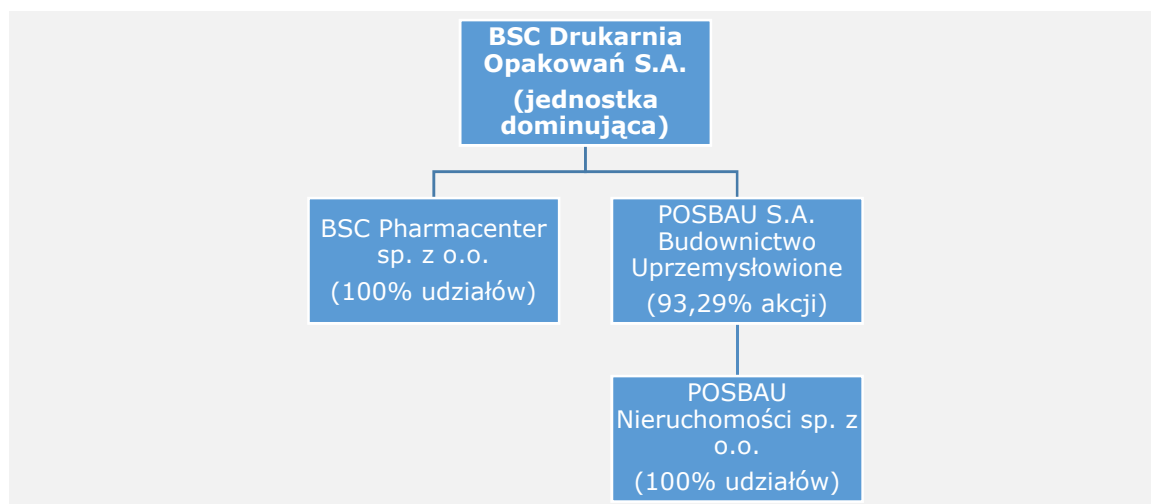 BSC Drukarnia
Opakowań S.A.
(jednostka
dominująca)
BSC Pharmacenter
sp. z o.o.
(100% udziałów)
POSBAU S.A.
Budownictwo
Uprzemysłowione
(93,29% akcji)
POSBAU
Nieruchomości sp. z
o.o.
(100% udziałów)